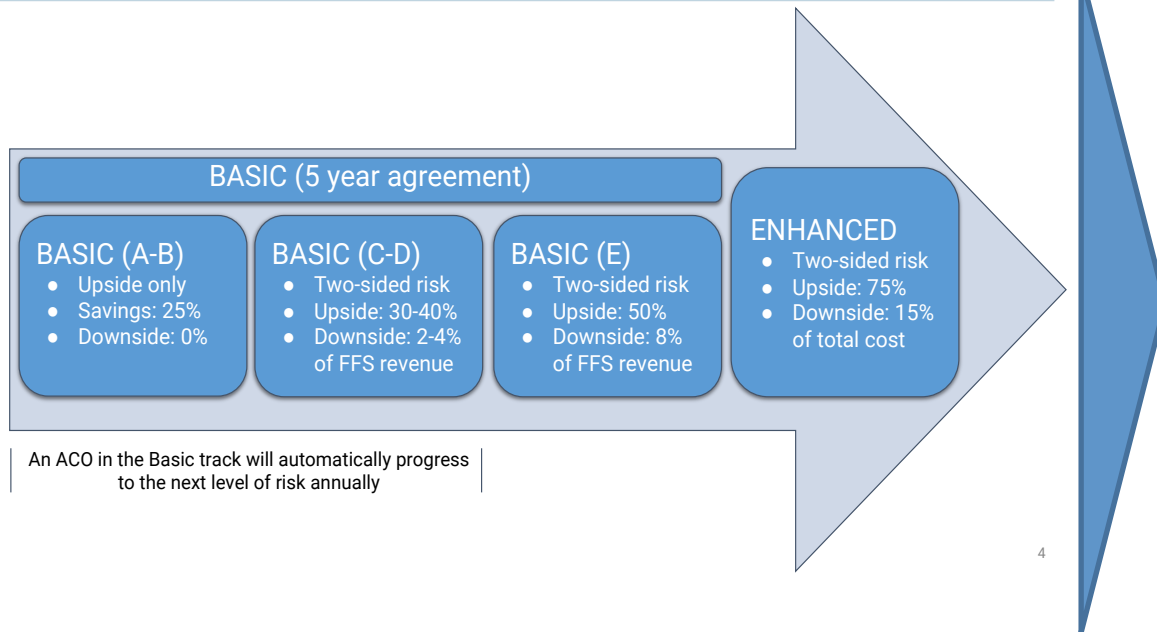 BASIC (5 year agreement)
BASIC (A-B)
● Upside only
● Savings: 25%
● Downside: 0%
BASIC (C-D)
● Two-sided risk
● Upside: 30-40%
● Downside: 2-4%
of FFS revenue
BASIC (E)
● Two-sided risk
● Upside: 50%
● Downside: 8%
of FFS revenue
ENHANCED
● Two-sided risk
● Upside: 75%
● Downside: 15%
of total cost
An ACO in the Basic track will automatically progress
to the next level of risk annually
4